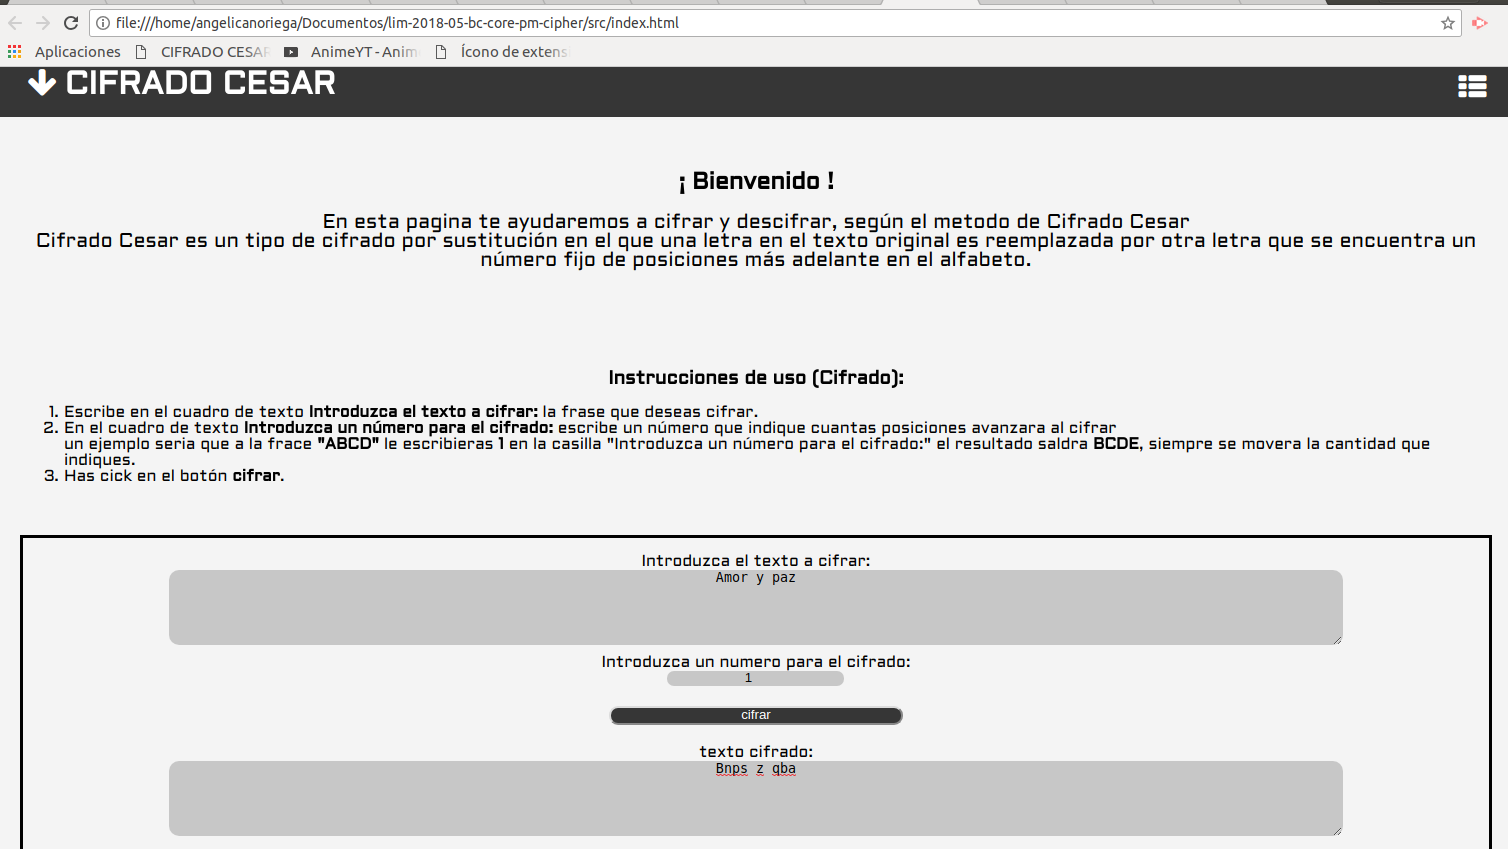 file:///home/angelicanoriega/Documentos/lim-2018-05-bc-core-pm-cipher/src/index.html
Aplicaciones CIFRADO CESAR AnimeYT - Anim Ícono de extens
CIFRADO CESAR
¡ Bienvenido !
En esta pagina te ayudaremos a cifrar y descifrar, según el metodo de Cifrado Cesar
Cifrado Cesar es un tipo de cifrado por sustitución en el que una letra en el texto original es reemplazada por otra letra que se encuentra un
número fijo de posiciones más adelante en el alfabeto.
Instrucciones de uso (Cifrado):
1. Escribe en el cuadro de texto Introduzca el texto a cifrar: la frase que deseas cifrar.
2. En el cuadro de texto Introduzca un número para el cifrado: escribe un número que indique cuantas posiciones avanzara al cifrar
un ejemplo seria que a la frace "ABCD" le escribieras 1 en la casilla "Introduzca un número para el cifrado:" el resultado saldra BCDE, siempre se movera la cantidad que
indiques.
3. Has cick en el botón cifrar.
Introduzca el texto a cifrar:
Amor y paz
Introduzca un numero para el cifrado:
1
cifrar
texto cifrado:
Bnps z qba